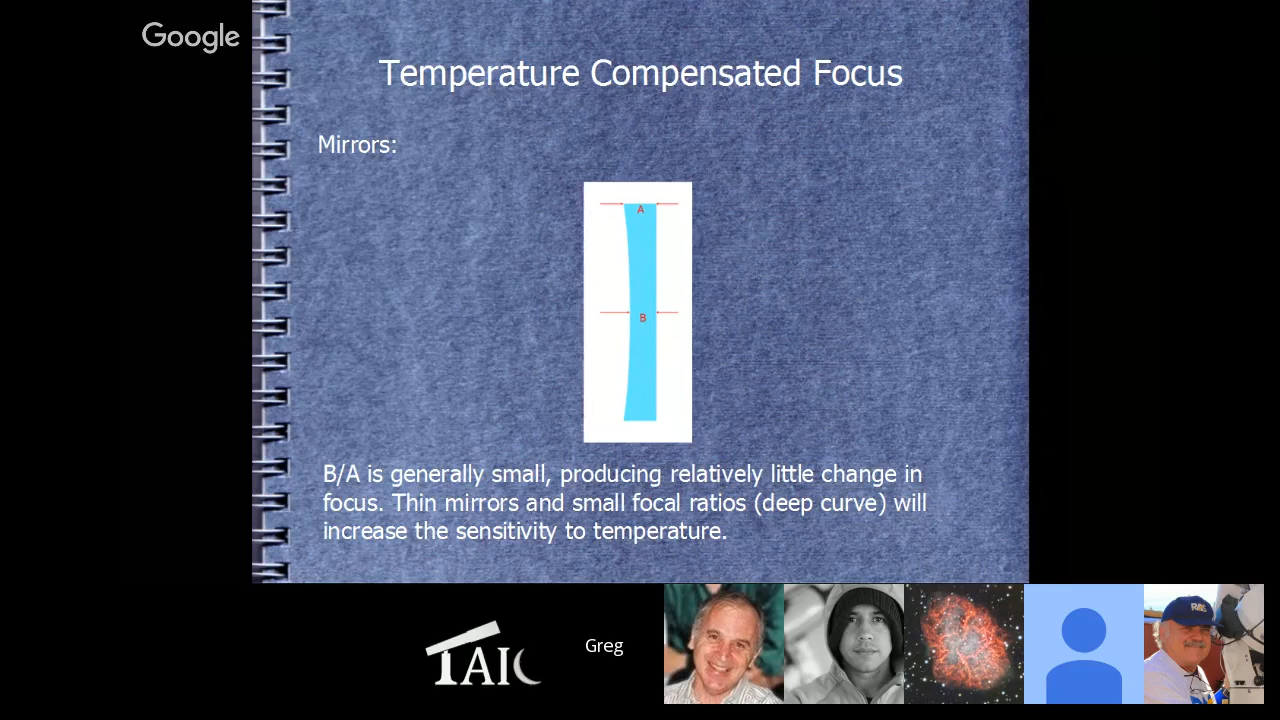 Google
Temperature Compensated Focus
Mirrors:
A
B
B/A is generally small, producing relatively little change in
focus. Thin mirrors and small focal ratios (deep curve) will
increase the sensitivity to temperature.
TAIC
Greg
RAS